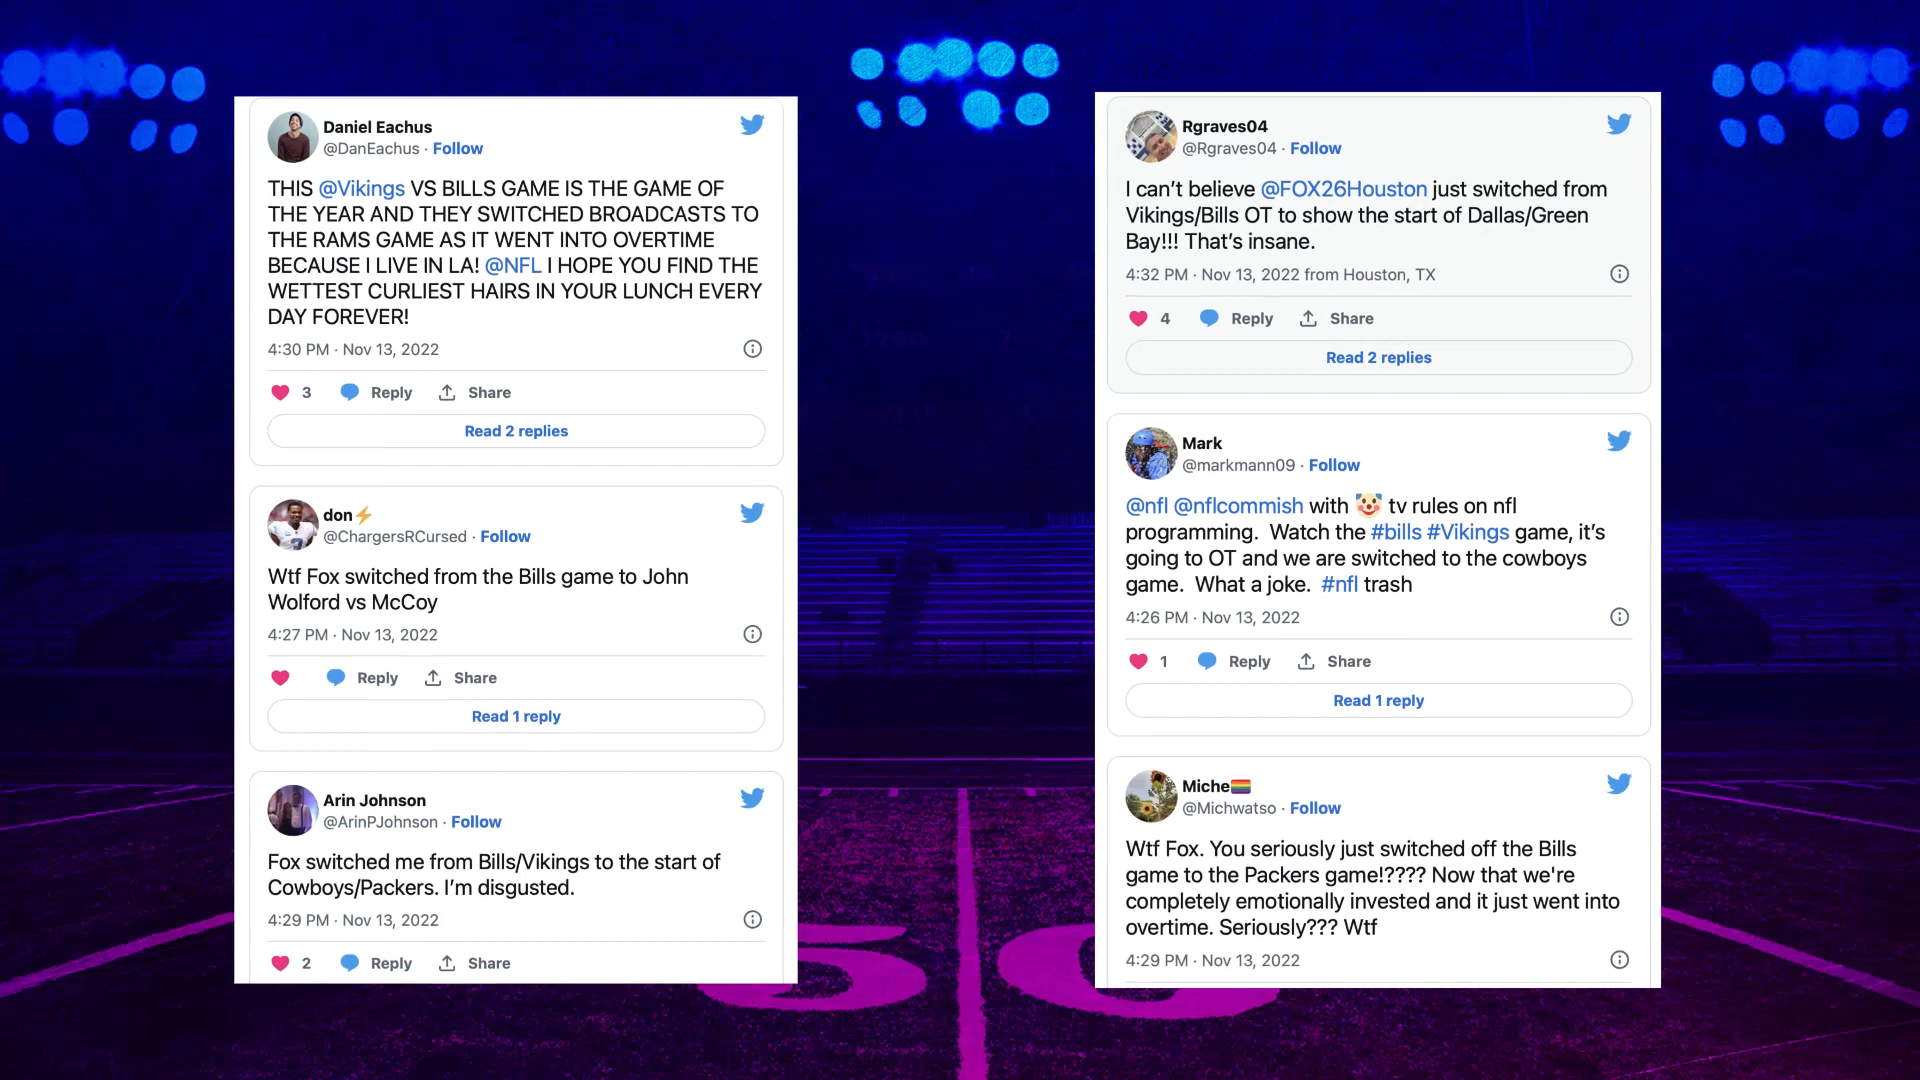 Daniel Eachus
@DanEachus · Follow
THIS @Vikings VS BILLS GAME IS THE GAME OF
THE YEAR AND THEY SWITCHED BROADCASTS TO
THE RAMS GAME AS IT WENT INTO OVERTIME
BECAUSE I LIVE IN LA! @NFL I HOPE YOU FIND THE
WETTEST CURLIEST HAIRS IN YOUR LUNCH EVERY
DAY FOREVER!
4:30 PM · Nov 13, 2022
3 Reply Share
Read 2 replies
don⚡
@ChargersRCursed · Follow
Wtf Fox switched from the Bills game to John
Wolford vs McCoy
4:27 PM · Nov 13, 2022
Reply Share
Read 1 reply
Arin Johnson
@ArinPJohnson · Follow
Fox switched me from Bills/Vikings to the start of
Cowboys/Packers. I’m disgusted.
4:29 PM · Nov 13, 2022
2 Reply Share
Rgraves04
@Rgraves04 · Follow
I can’t believe @FOX26Houston just switched from
Vikings/Bills OT to show the start of Dallas/Green
Bay!!! That’s insane.
4:32 PM · Nov 13, 2022 from Houston, TX
4 Reply Share
Read 2 replies
Mark
@markmann09 · Follow
@nfl @nflcommish with 🤡 tv rules on nfl
programming. Watch the #bills #Vikings game, it’s
going to OT and we are switched to the cowboys
game. What a joke. #nfl trash
4:26 PM · Nov 13, 2022
1 Reply Share
Read 1 reply
Miche🏳️‍🌈
@Michwatso · Follow
Wtf Fox. You seriously just switched off the Bills
game to the Packers game!???? Now that we're
completely emotionally invested and it just went into
overtime. Seriously??? Wtf
4:29 PM · Nov 13, 2022
50